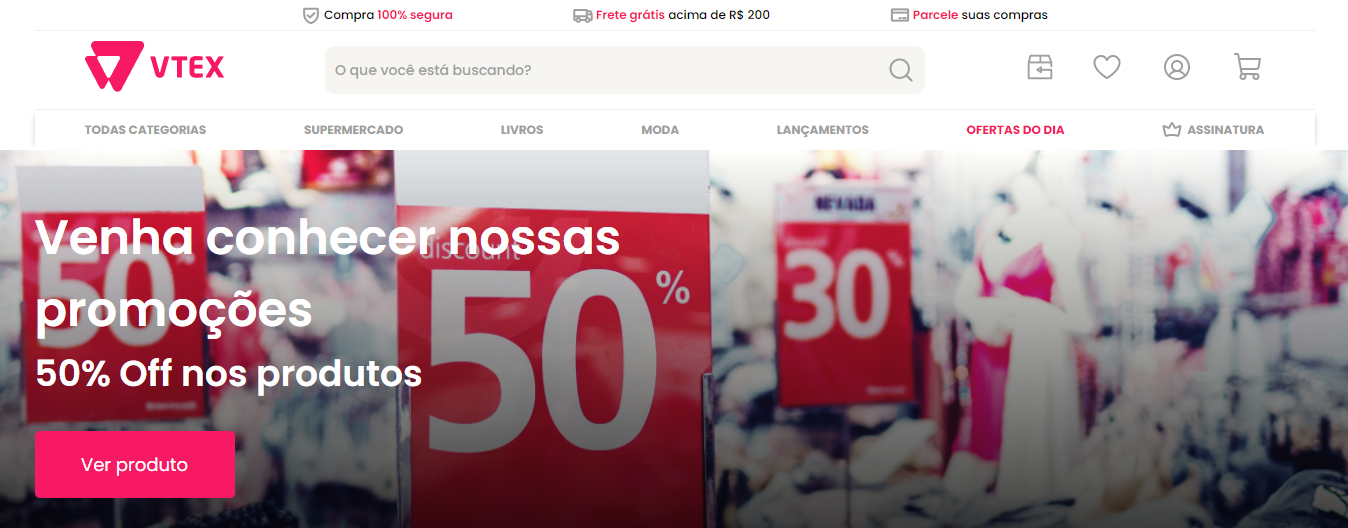 Compra 100% segura
Frete grátis acima de R$ 200
Parcele suas compras
VTEX
O que você está buscando?
TODAS CATEGORIAS
SUPERMERCADO
LIVROS
MODA
LANÇAMENTOS
OFERTAS DO DIA
ASSINATURA
Venha conhecer nossas
promoções
50% Off nos produtos
Ver produto
50%
discount
50%
30%